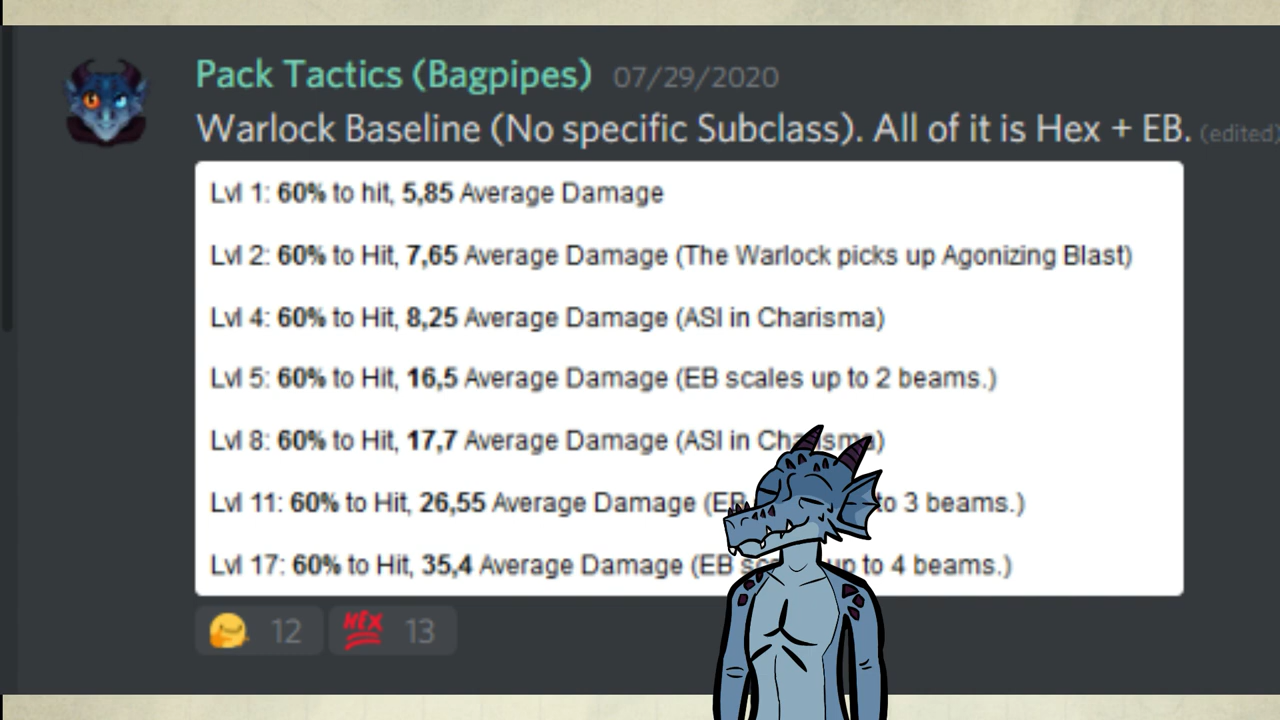 Pack Tactics (Bagpipes) 07/29/2020
Warlock Baseline (No specific Subclass). All of it is Hex + EB. (edited)
Lvl 1: 60% to hit, 5,85 Average Damage
Lvl 2: 60% to Hit, 7,65 Average Damage (The Warlock picks up Agonizing Blast)
Lvl 4: 60% to Hit, 8,25 Average Damage (ASI in Charisma)
Lvl 5: 60% to Hit, 16,5 Average Damage (EB scales up to 2 beams.)
Lvl 8: 60% to Hit, 17,7 Average Damage (ASI in Charisma)
Lvl 11: 60% to Hit, 26,55 Average Damage (EB to 3 beams.)
Lvl 17: 60% to Hit, 35,4 Average Damage (EB up to 4 beams.)
12 HEX 13